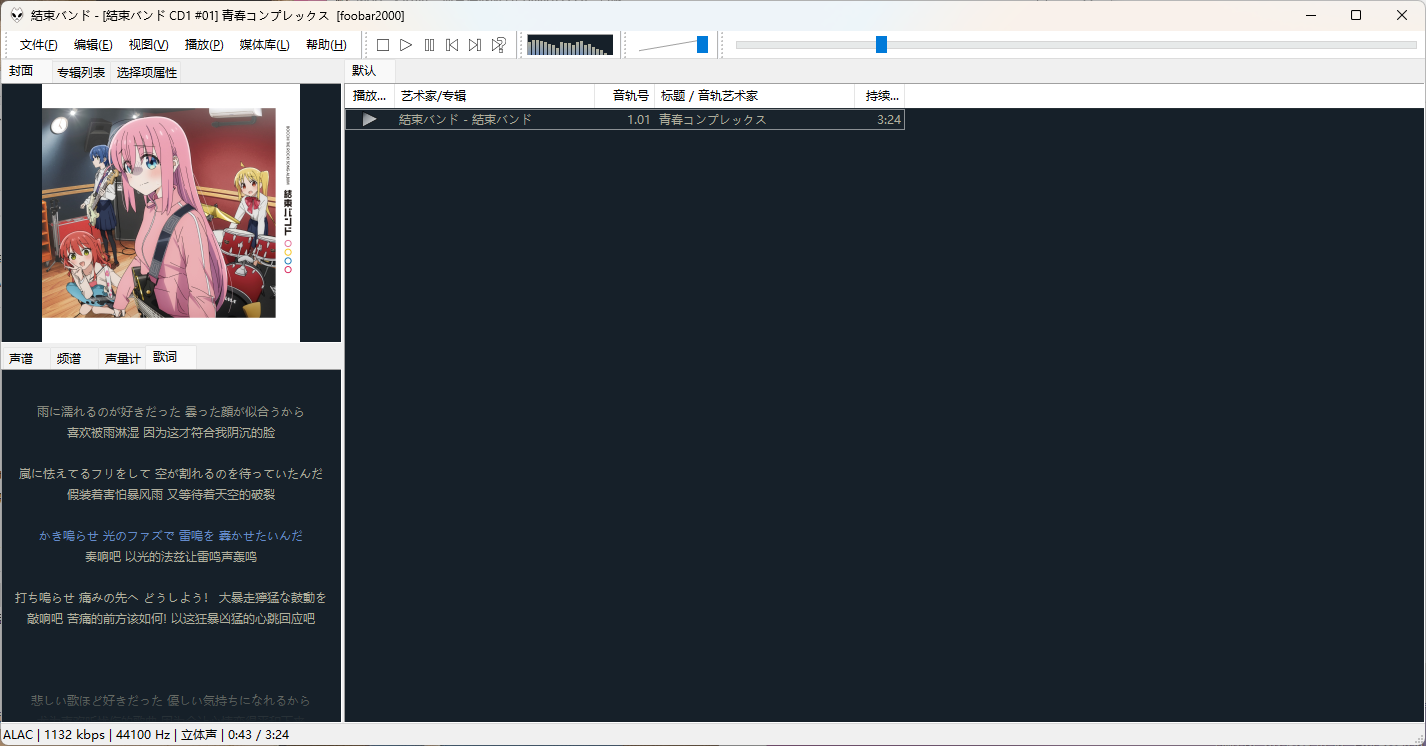 結束バンド - [結束バンド CD1 #01] 青春コンプレックス  [foobar2000]
文件(F) 编辑(E) 视图(V) 播放(P) 媒体库(L) 帮助(H)
封面 专辑列表 选择项属性
默认
播放... 艺术家/专辑 音轨号 标题 / 音轨艺术家 持续...
結束バンド - 結束バンド 1.01 青春コンプレックス 3:24
結束バンド
声谱 频谱 声量计 歌词
雨に濡れるのが好きだった 曇った顔が似合うから
喜欢被雨淋湿 因为这才符合我阴沉的脸
嵐に怯えてるフリをして 空が割れるのを待っていたんだ
假装着害怕暴风雨 又等待着天空的破裂
かき鳴らせ 光のファズで 雷鳴を 轟かせたいんだ
奏响吧 以光的法兹让雷鸣声轰鸣
打ち鳴らせ 痛みの先へ どうしよう! 大暴走獰猛な鼓動を
敲响吧 苦痛的前方该如何! 以这狂暴凶猛的心跳回应吧
悲しい歌ほど好きだった 優しい気持ちになれるから
ALAC | 1132 kbps | 44100 Hz | 立体声 | 0:43 / 3:24